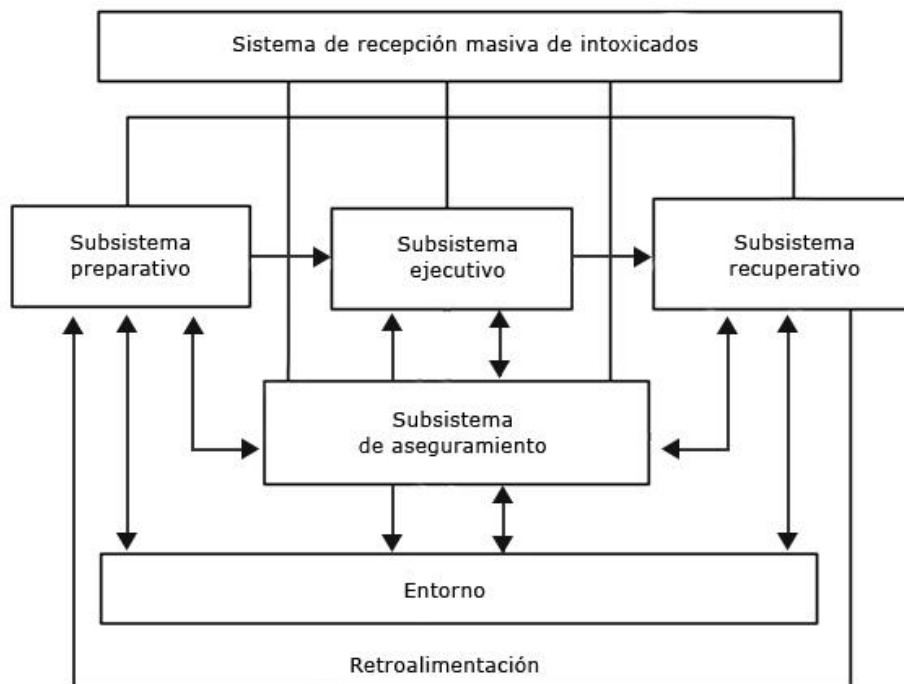 Sistema de recepción masiva de intoxicados
Subsistema
preparativo
Subsistema
ejecutivo
Subsistema
recuperativo
Subsistema
de aseguramiento
Entorno
Retroalimentación